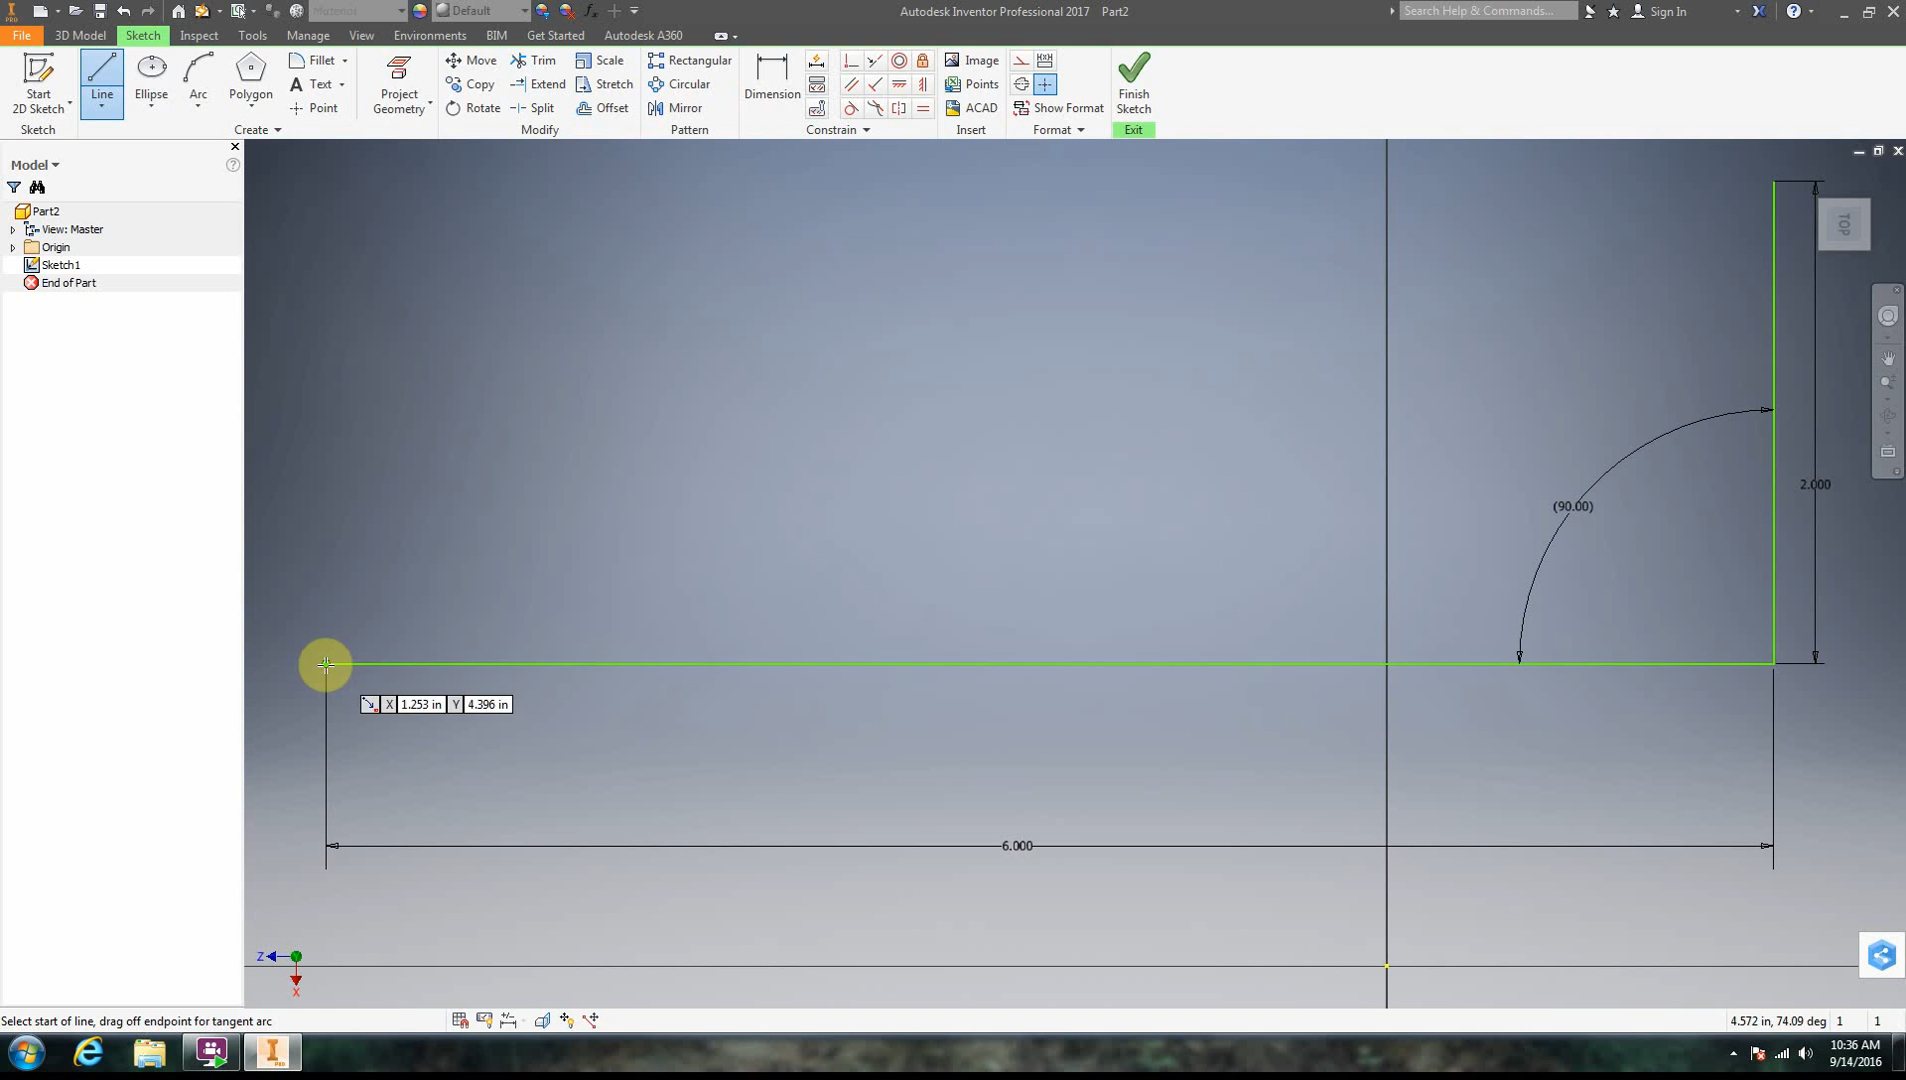 Material
Default
Autodesk Inventor Professional 2017 Part2
Search Help & Commands...
Sign In
File
3D Model
Sketch
Inspect
Tools
Manage
View
Environments
BIM
Get Started
Autodesk A360
Start
2D Sketch
Line
Ellipse
Arc
Polygon
Fillet
Text
Point
Project
Geometry
Move
Copy
Rotate
Trim
Extend
Split
Scale
Stretch
Offset
Rectangular
Circular
Mirror
Dimension
Image
Points
ACAD
Show Format
Finish
Sketch
Sketch
Create
Modify
Pattern
Constrain
Insert
Format
Exit
Model
Part2
View: Master
Origin
Sketch1
End of Part
TOP
2.000
(90.00)
X 1.253 in Y 4.396 in
6.000
Z
X
Select start of line, drag off endpoint for tangent arc
4.572 in, 74.09 deg 1 1
10:36 AM
9/14/2016